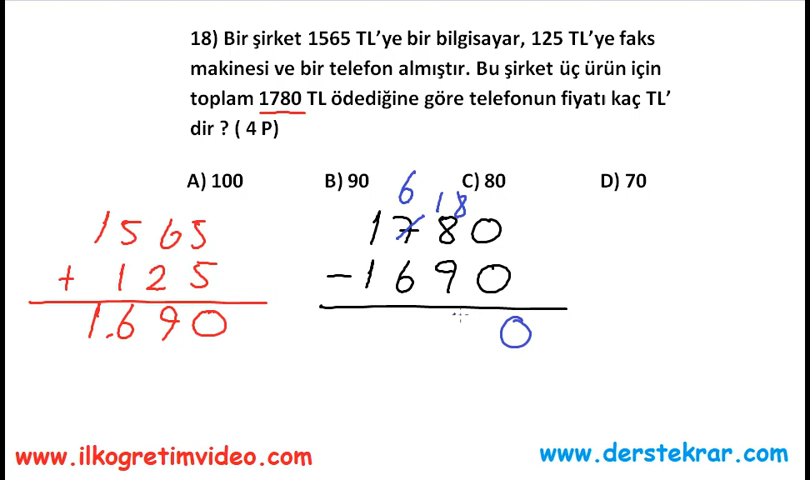 18) Bir şirket 1565 TL'ye bir bilgisayar, 125 TL'ye faks
makinesi ve bir telefon almıştır. Bu şirket üç ürün için
toplam 1780 TL ödediğine göre telefonun fiyatı kaç TL'
dir ? ( 4 P)
A) 100 B) 90 C) 80 D) 70
6 18
1565
+ 125
1.690
1780
- 1690
0
www.ilkogretimvideo.com
www.derstekrar.com